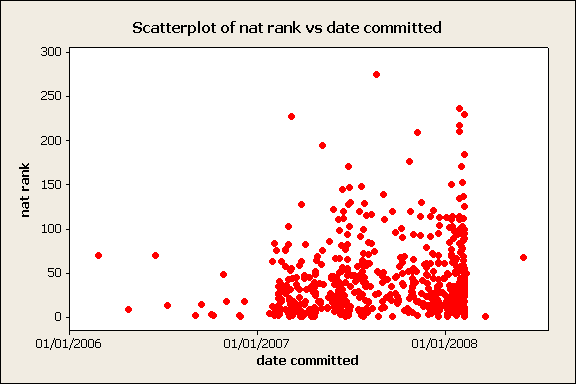 Scatterplot of nat rank vs date committed
300
250
200
150
100
50
0
nat rank
01/01/2006 01/01/2007 01/01/2008
date committed